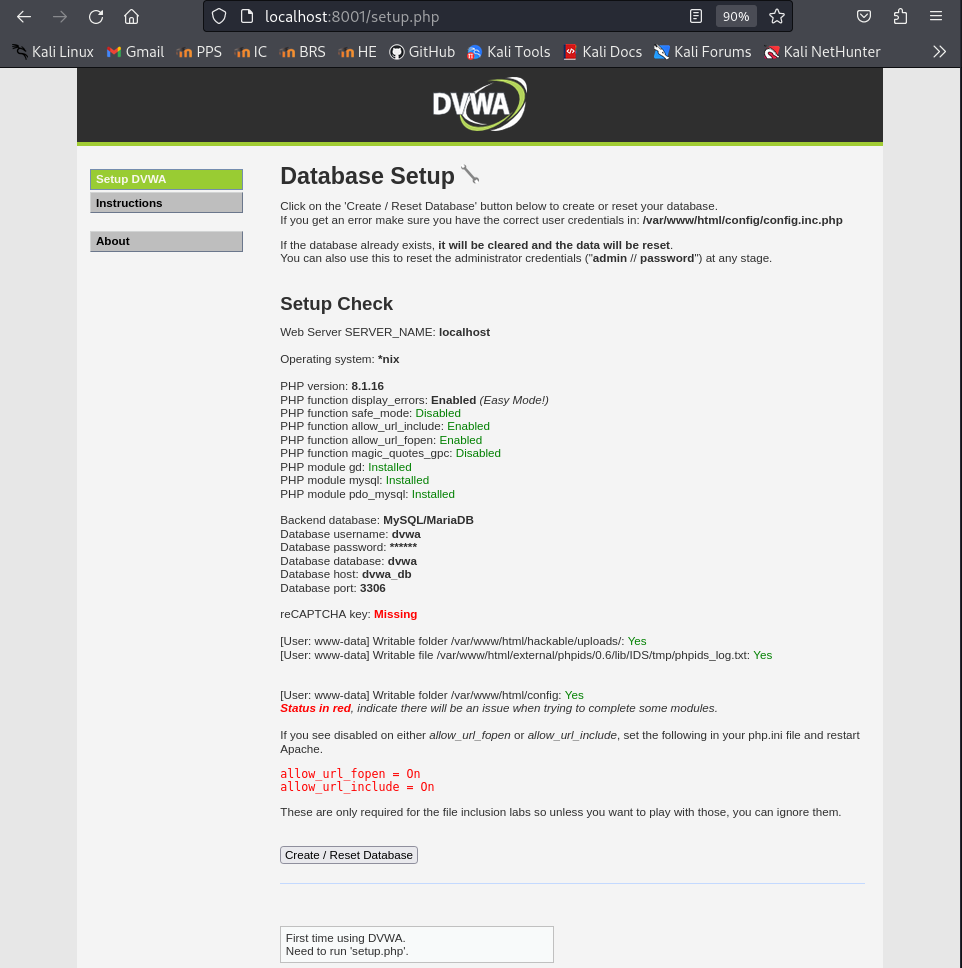 localhost:8001/setup.php
90%
Kali Linux
Gmail
PPS
IC
BRS
HE
GitHub
Kali Tools
Kali Docs
Kali Forums
Kali NetHunter
DVWA
Setup DVWA
Instructions
About
Database Setup
Click on the 'Create / Reset Database' button below to create or reset your database.
If you get an error make sure you have the correct user credentials in: /var/www/html/config/config.inc.php
If the database already exists, it will be cleared and the data will be reset.
You can also use this to reset the administrator credentials ("admin // password") at any stage.
Setup Check
Web Server SERVER_NAME: localhost
Operating system: *nix
PHP version: 8.1.16
PHP function display_errors: Enabled (Easy Mode!)
PHP function safe_mode: Disabled
PHP function allow_url_include: Enabled
PHP function allow_url_fopen: Enabled
PHP function magic_quotes_gpc: Disabled
PHP module gd: Installed
PHP module mysql: Installed
PHP module pdo_mysql: Installed
Backend database: MySQL/MariaDB
Database username: dvwa
Database password: ******
Database database: dvwa
Database host: dvwa_db
Database port: 3306
reCAPTCHA key: Missing
[User: www-data] Writable folder /var/www/html/hackable/uploads/: Yes
[User: www-data] Writable file /var/www/html/external/phpids/0.6/lib/IDS/tmp/phpids_log.txt: Yes
[User: www-data] Writable folder /var/www/html/config: Yes
Status in red, indicate there will be an issue when trying to complete some modules.
If you see disabled on either allow_url_fopen or allow_url_include, set the following in your php.ini file and restart
Apache.
allow_url_fopen = On
allow_url_include = On
These are only required for the file inclusion labs so unless you want to play with those, you can ignore them.
Create / Reset Database
First time using DVWA.
Need to run 'setup.php'.